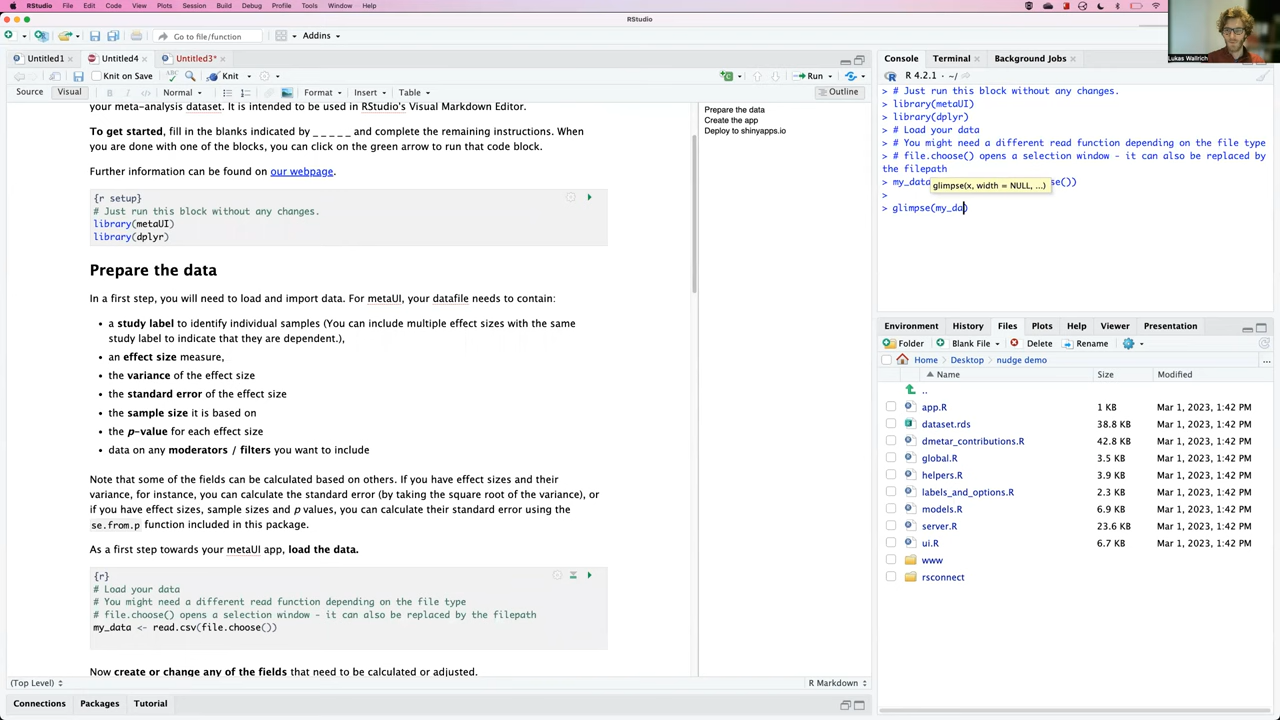 RStudio File Edit Code View Plots Session Build Debug Profile Tools Window Help
RStudio
Go to file/function Addins
Untitled1 Untitled4 Untitled3*
Knit on Save Knit Run
Source Visual Normal Format Insert Table Outline
your meta-analysis dataset. It is intended to be used in RStudio's Visual Markdown Editor.
To get started, fill in the blanks indicated by _ _ _ _ _ and complete the remaining instructions. When
you are done with one of the blocks, you can click on the green arrow to run that code block.
Further information can be found on our webpage.
{r setup}
# Just run this block without any changes.
library(metaUI)
library(dplyr)
Prepare the data
In a first step, you will need to load and import data. For metaUI, your datafile needs to contain:
• a study label to identify individual samples (You can include multiple effect sizes with the same
study label to indicate that they are dependent.),
• an effect size measure,
• the variance of the effect size
• the standard error of the effect size
• the sample size it is based on
• the p-value for each effect size
• data on any moderators / filters you want to include
Note that some of the fields can be calculated based on others. If you have effect sizes and their
variance, for instance, you can calculate the standard error (by taking the square root of the variance), or
if you have effect sizes, sample sizes and p values, you can calculate their standard error using the
se.from.p function included in this package.
As a first step towards your metaUI app, load the data.
{r}
# Load your data
# You might need a different read function depending on the file type
# file.choose() opens a selection window - it can also be replaced by the filepath
my_data <- read.csv(file.choose())
Now create or change any of the fields that need to be calculated or adjusted.
(Top Level) R Markdown
Connections Packages Tutorial
Prepare the data
Create the app
Deploy to shinyapps.io
Console Terminal Background Jobs
R 4.2.1 · ~/
> # Just run this block without any changes.
> library(metaUI)
> library(dplyr)
> # Load your data
> # You might need a different read function depending on the file type
> # file.choose() opens a selection window - it can also be replaced by
the filepath
> my_data se())
glimpse(x, width = NULL, ...)
>
> glimpse(my_da)
Lukas Wallrich
Environment History Files Plots Help Viewer Presentation
Folder Blank File Delete Rename
Home Desktop nudge demo
Name Size Modified
..
app.R 1 KB Mar 1, 2023, 1:42 PM
dataset.rds 38.8 KB Mar 1, 2023, 1:42 PM
dmetar_contributions.R 42.8 KB Mar 1, 2023, 1:42 PM
global.R 3.5 KB Mar 1, 2023, 1:42 PM
helpers.R 3.9 KB Mar 1, 2023, 1:42 PM
labels_and_options.R 2.3 KB Mar 1, 2023, 1:42 PM
models.R 6.9 KB Mar 1, 2023, 1:42 PM
server.R 23.6 KB Mar 1, 2023, 1:42 PM
ui.R 6.7 KB Mar 1, 2023, 1:42 PM
www
rsconnect